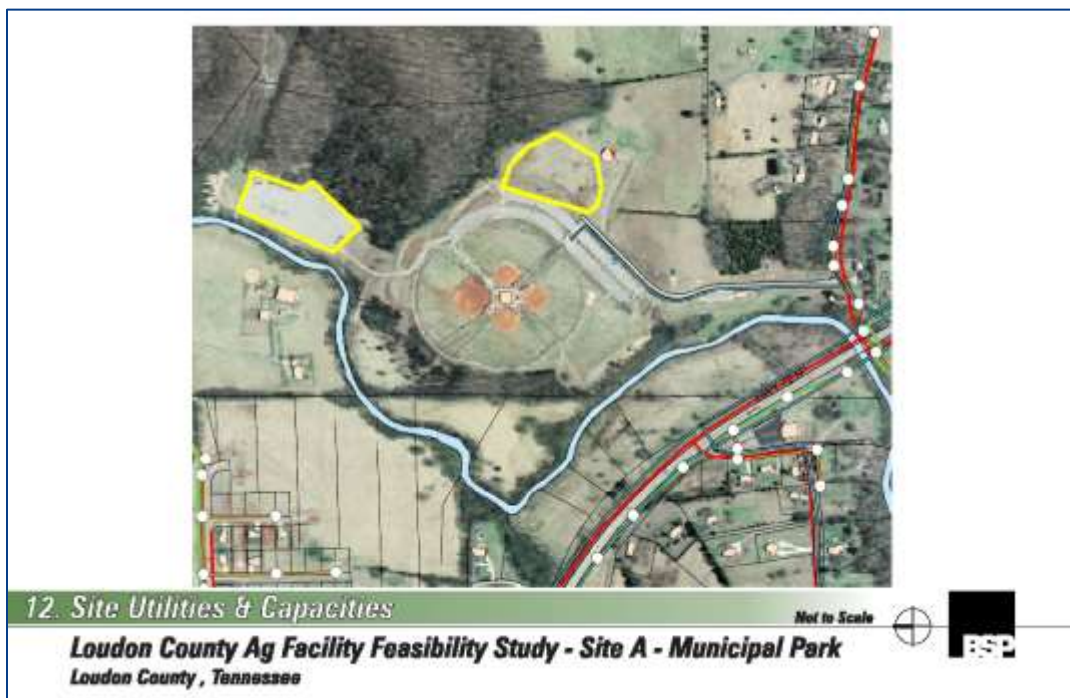 12. Site Utilities & Capacities
Not to Scale
BSP
Loudon County Ag Facility Feasibility Study - Site A - Municipal Park
Loudon County , Tennessee